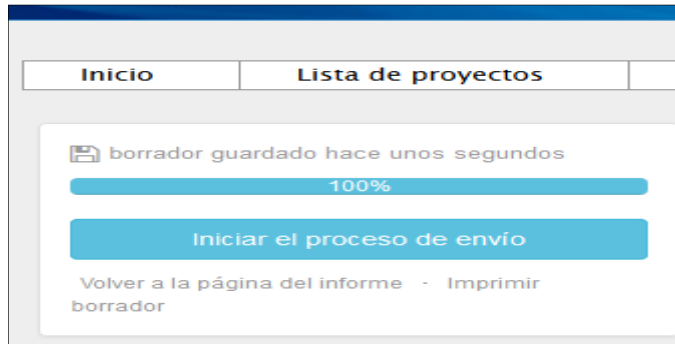 Inicio Lista de proyectos
borrador guardado hace unos segundos
100%
Iniciar el proceso de envío
Volver a la página del informe - Imprimir
borrador